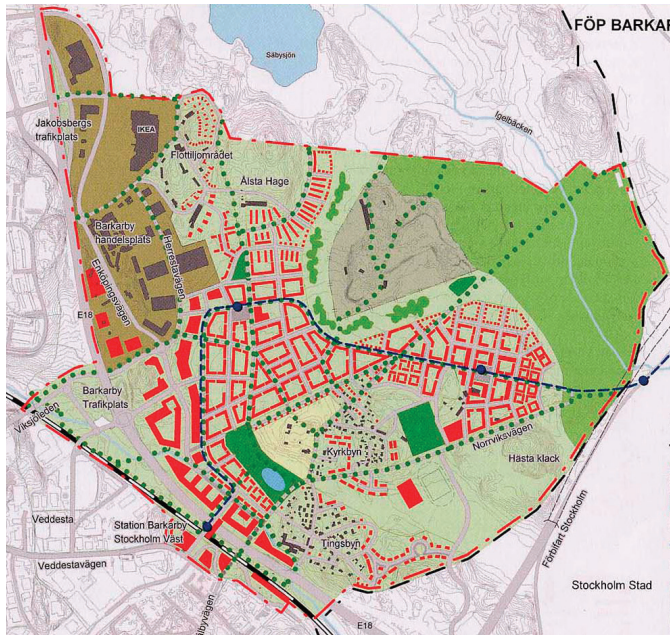 FÖP BARKAR
Säbysjön
Igelbäcken
Jakobsbergs
trafikplats
IKEA
Flottiljområdet
Ålsta Hage
Barkarby
handelsplats
Herrestavägen
Enköpingsvägen
E18
Barkarby
Trafikplats
Viksjöleden
Kyrkbyn
Norrviksvägen
Hästa klack
Veddesta
Station Barkarby
Stockholm Väst
Veddestavägen
Tingsbyn
Förbifart Stockholm
Stockholm Stad
älbyvägen
E18